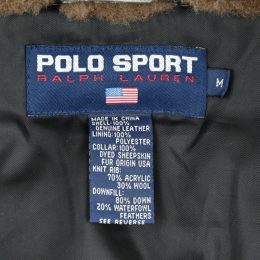 POLO SPORT
RALPH LAUREN
M
MADE IN CHINA
SHELL: 100%
GENUINE LEATHER
LINING: 100%
POLYESTER
COLLAR: 100%
DYED SHEEPSKIN
FUR ORIGIN USA
KNIT RIB:
70% ACRYLIC
30% WOOL
DOWNFILL:
80% DOWN
20% WATERFOWL
FEATHERS
SEE REVERSE